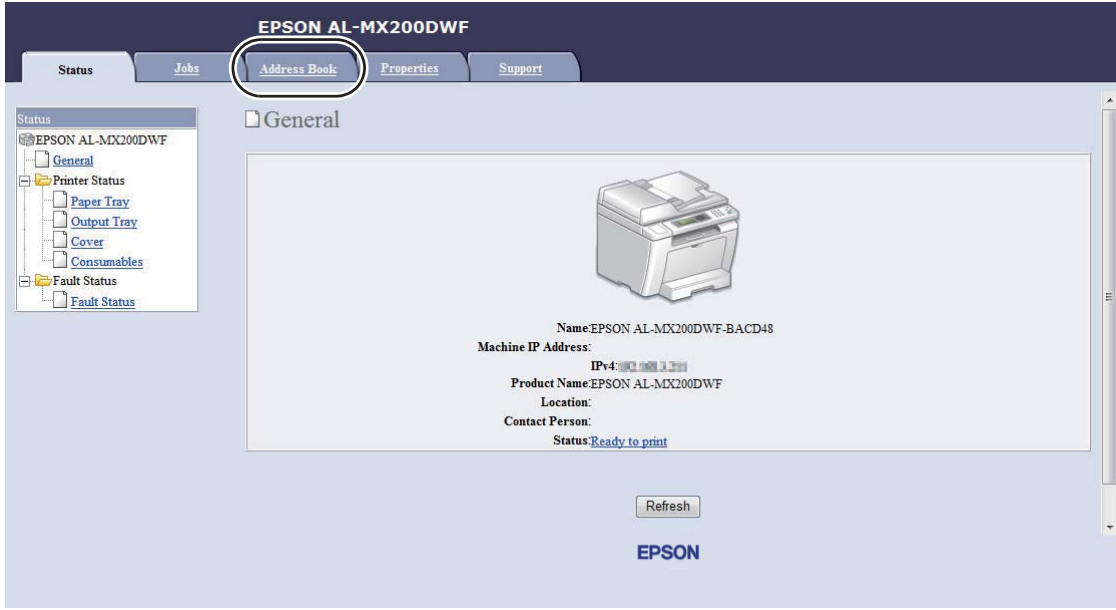 EPSON AL-MX200DWF
Status Jobs Address Book Properties Support
Status
EPSON AL-MX200DWF
General
Printer Status
Paper Tray
Output Tray
Cover
Consumables
Fault Status
Fault Status
General
Name:EPSON AL-MX200DWF-BACD48
Machine IP Address:
IPv4:
Product Name:EPSON AL-MX200DWF
Location:
Contact Person:
Status:Ready to print
Refresh
EPSON